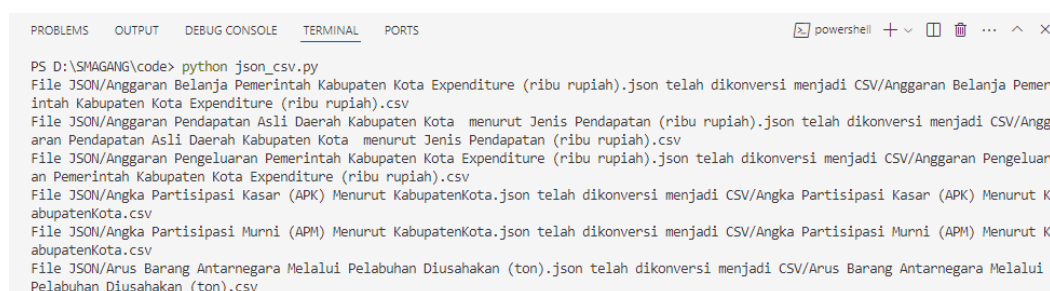 PROBLEMS OUTPUT DEBUG CONSOLE TERMINAL PORTS powershell
PS D:\SMAGANG\code> python json_csv.py
File JSON/Anggaran Belanja Pemerintah Kabupaten Kota Expenditure (ribu rupiah).json telah dikonversi menjadi CSV/Anggaran Belanja Pemer
intah Kabupaten Kota Expenditure (ribu rupiah).csv
File JSON/Anggaran Pendapatan Asli Daerah Kabupaten Kota  menurut Jenis Pendapatan (ribu rupiah).json telah dikonversi menjadi CSV/Angg
aran Pendapatan Asli Daerah Kabupaten Kota  menurut Jenis Pendapatan (ribu rupiah).csv
File JSON/Anggaran Pengeluaran Pemerintah Kabupaten Kota Expenditure (ribu rupiah).json telah dikonversi menjadi CSV/Anggaran Pengeluar
an Pemerintah Kabupaten Kota Expenditure (ribu rupiah).csv
File JSON/Angka Partisipasi Kasar (APK) Menurut KabupatenKota.json telah dikonversi menjadi CSV/Angka Partisipasi Kasar (APK) Menurut K
abupatenKota.csv
File JSON/Angka Partisipasi Murni (APM) Menurut KabupatenKota.json telah dikonversi menjadi CSV/Angka Partisipasi Murni (APM) Menurut K
abupatenKota.csv
File JSON/Arus Barang Antarnegara Melalui Pelabuhan Diusahakan (ton).json telah dikonversi menjadi CSV/Arus Barang Antarnegara Melalui
Pelabuhan Diusahakan (ton).csv